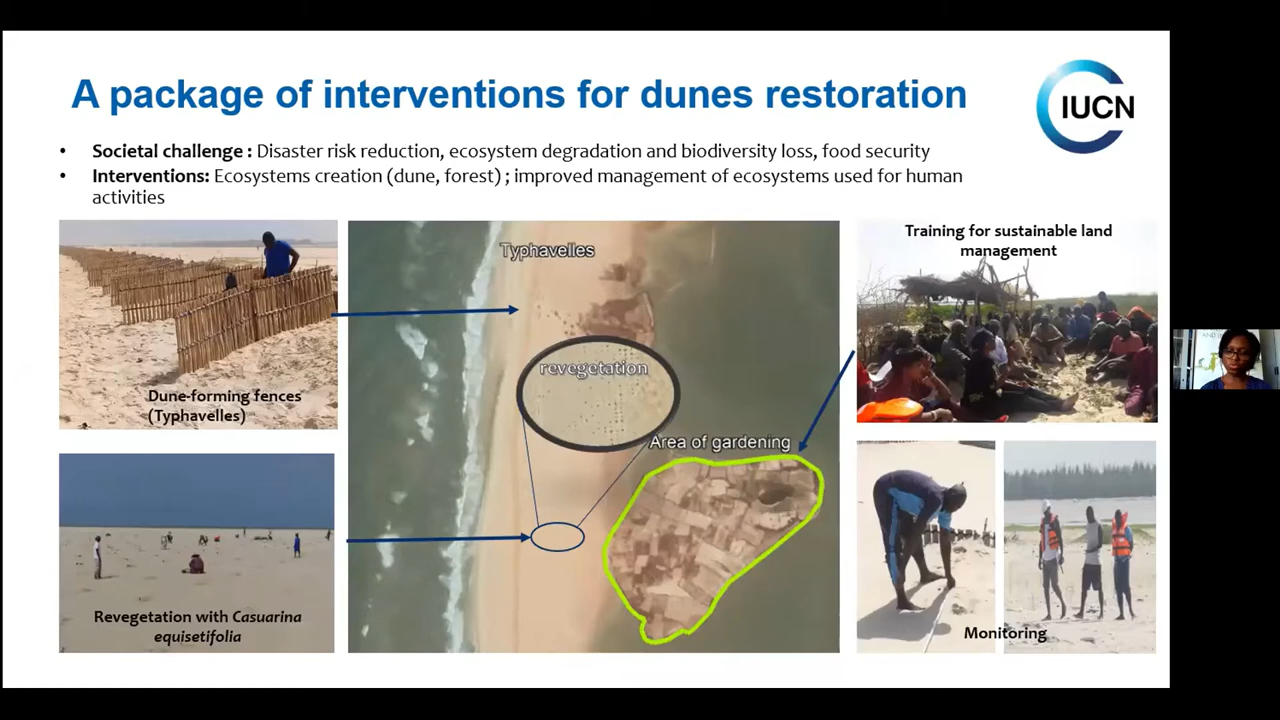 A package of interventions for dunes restoration
IUCN
• Societal challenge : Disaster risk reduction, ecosystem degradation and biodiversity loss, food security
• Interventions: Ecosystems creation (dune, forest) ; improved management of ecosystems used for human
activities
Dune-forming fences
(Typhavelles)
Revegetation with Casuarina
equisetifolia
Typhavelles
revegetation
Area of gardening
Training for sustainable land
management
Monitoring